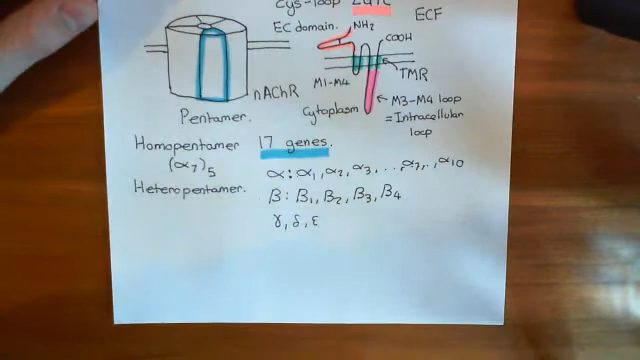 Cys-loop LGIC
ECF
EC domain.
NH2
COOH
TMR
M1-M4
nAChR
M3-M4 loop
= Intracellular
loop
Cytoplasm
Pentamer.
Homopentamer
17 genes.
(α7)5
α: α1, α2, α3, ..., α7, ., α10
Heteropentamer.
β: β1, β2, β3, β4
γ, δ, ε